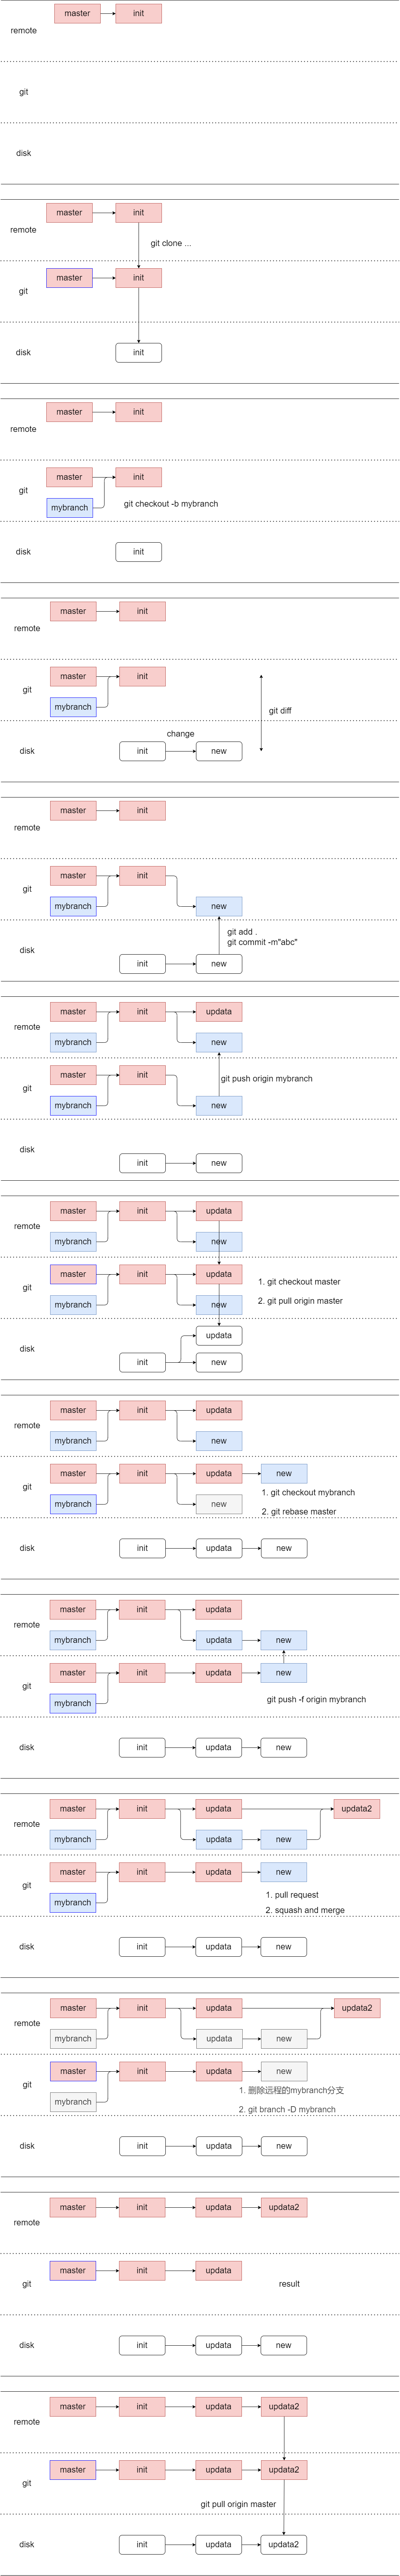 master init
remote
git
disk
master init
remote
git clone ...
master init
git
disk init
master init
remote
master init
git
mybranch git checkout -b mybranch
disk init
master init
remote
master init
git
mybranch git diff
change
disk init new
master init
remote
master init
git
mybranch new
git add .
git commit -m"abc"
disk
init new
master init updata
remote
mybranch new
master init
git push origin mybranch
git
mybranch new
disk
init new
master init updata
remote
mybranch new
master init updata
1. git checkout master
git
mybranch new 2. git pull origin master
updata
disk
init new
master init updata
remote
mybranch new
master init updata new
git
1. git checkout mybranch
mybranch new
2. git rebase master
disk init updata new
master init updata
remote
mybranch updata new
master init updata new
git
mybranch git push -f origin mybranch
disk init updata new
master init updata updata2
remote
mybranch updata new
master init updata new
git
1. pull request
mybranch
2. squash and merge
disk init updata new
master init updata updata2
remote
mybranch updata new
master init updata new
git
1. 删除远程的mybranch分支
mybranch
2. git branch -D mybranch
disk init updata new
master init updata updata2
remote
master init updata
git result
disk init updata new
master init updata updata2
remote
master init updata updata2
git
git pull origin master
disk init updata updata2